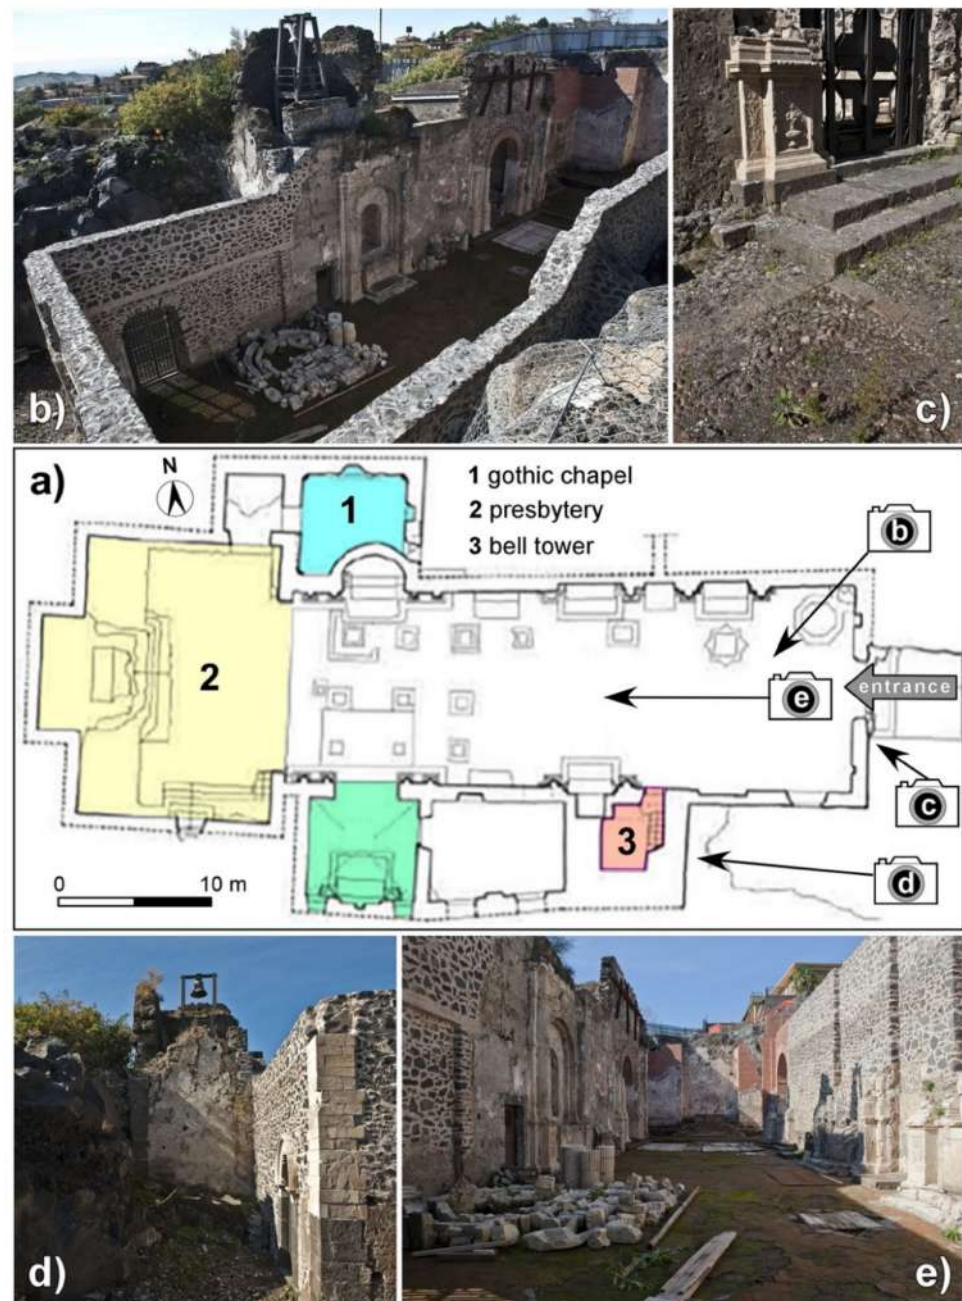 b)
c)
a)
N
1 gothic chapel
2 presbytery
3 bell tower
1
b
2
e
entrance
c
3
d
0 10 m
d)
e)